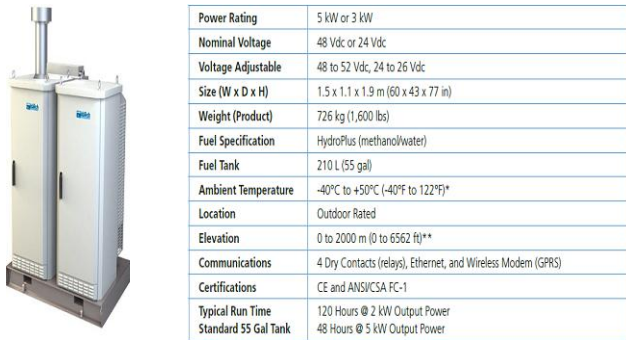 Power Rating 5 kW or 3 kW
Nominal Voltage 48 Vdc or 24 Vdc
Voltage Adjustable 48 to 52 Vdc, 24 to 26 Vdc
Size (W x D x H) 1.5 x 1.1 x 1.9 m (60 x 43 x 77 in)
Weight (Product) 726 kg (1,600 lbs)
Fuel Specification HydroPlus (methanol/water)
Fuel Tank 210 L (55 gal)
Ambient Temperature -40°C to +50°C (-40°F to 122°F)*
Location Outdoor Rated
Elevation 0 to 2000 m (0 to 6562 ft)**
Communications 4 Dry Contacts (relays), Ethernet, and Wireless Modem (GPRS)
Certifications CE and ANSI/CSA FC-1
Typical Run Time 120 Hours @ 2 kW Output Power
Standard 55 Gal Tank 48 Hours @ 5 kW Output Power